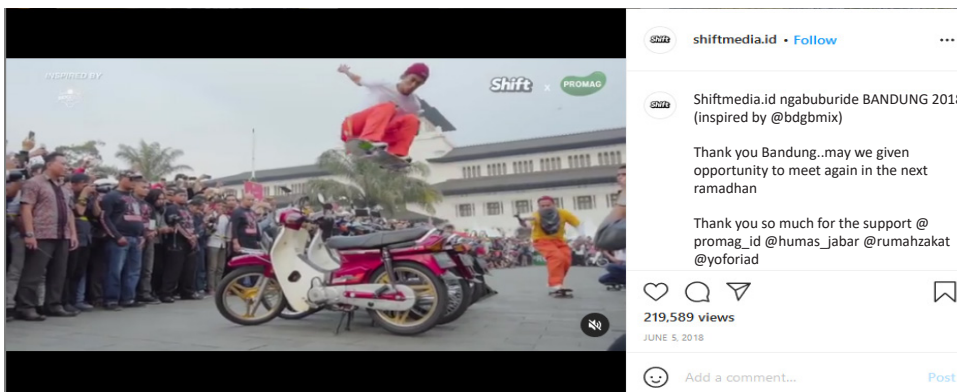 INSPIRED BY
Shift x PROMAG
Shift
shiftmedia.id • Follow
Shift
Shiftmedia.id ngabuburide BANDUNG 2018
(inspired by @bdgbmix)
Thank you Bandung..may we given
opportunity to meet again in the next
ramadhan
Thank you so much for the support @
promag_id @humas_jabar @rumahzakat
@yoforiad
219,589 views
JUNE 5, 2018
Add a comment...
Post